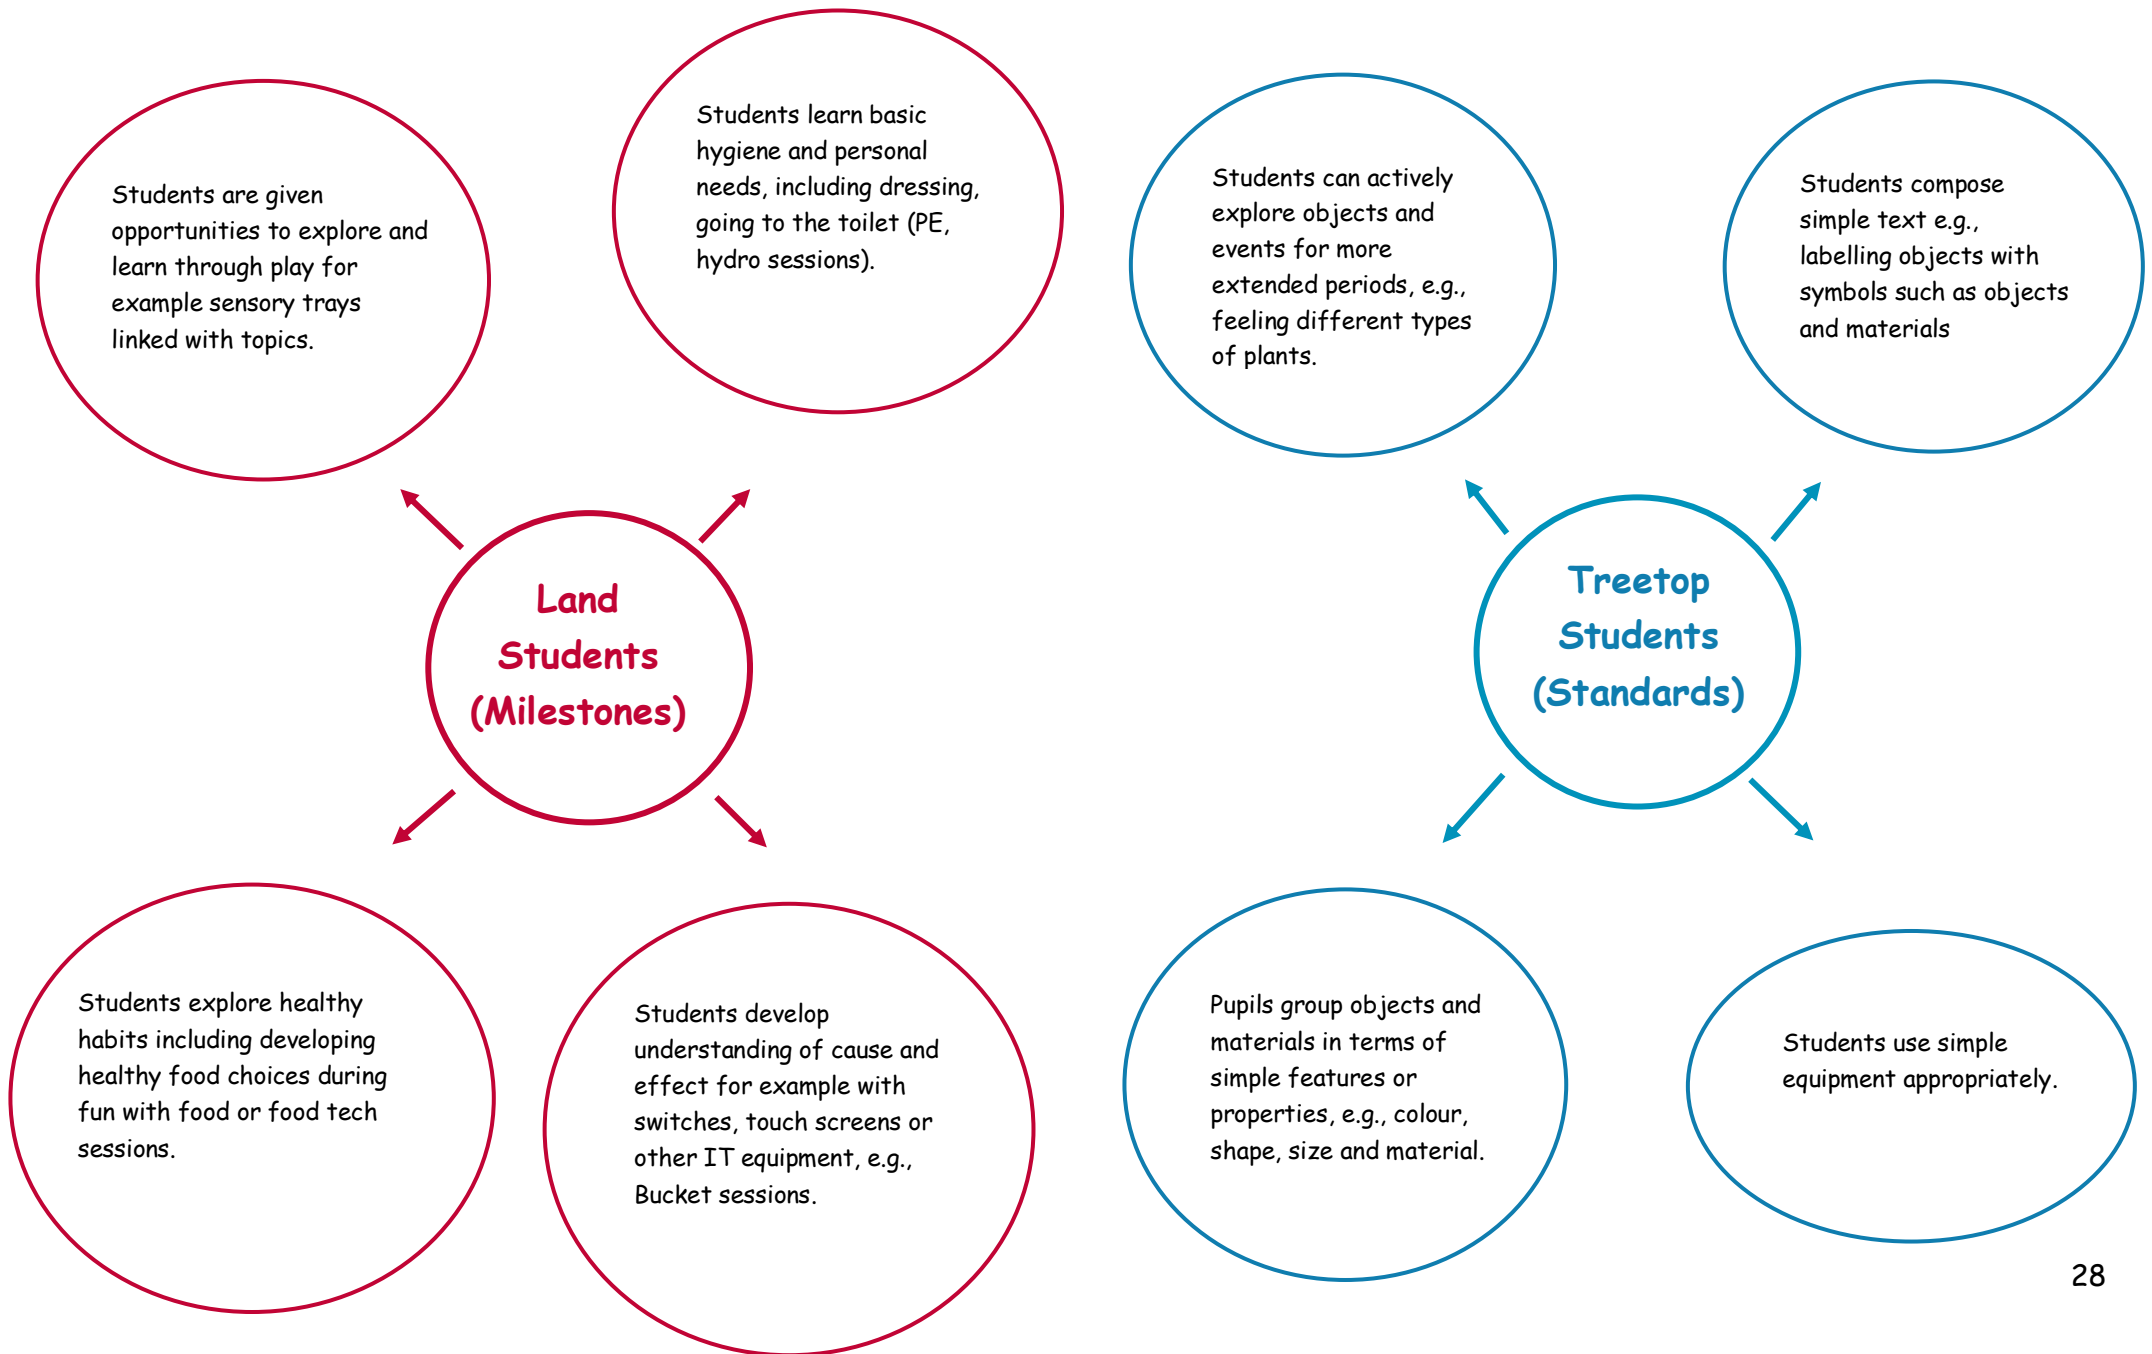 Students are given
opportunities to explore and
learn through play for
example sensory trays
linked with topics.
Students learn basic
hygiene and personal
needs, including dressing,
going to the toilet (PE,
hydro sessions).
Land
Students
(Milestones)
Students explore healthy
habits including developing
healthy food choices during
fun with food or food tech
sessions.
Students develop
understanding of cause and
effect for example with
switches, touch screens or
other IT equipment, e.g.,
Bucket sessions.
Students can actively
explore objects and
events for more
extended periods, e.g.,
feeling different types
of plants.
Students compose
simple text e.g.,
labelling objects with
symbols such as objects
and materials
Treetop
Students
(Standards)
Pupils group objects and
materials in terms of
simple features or
properties, e.g., colour,
shape, size and material.
Students use simple
equipment appropriately.
28